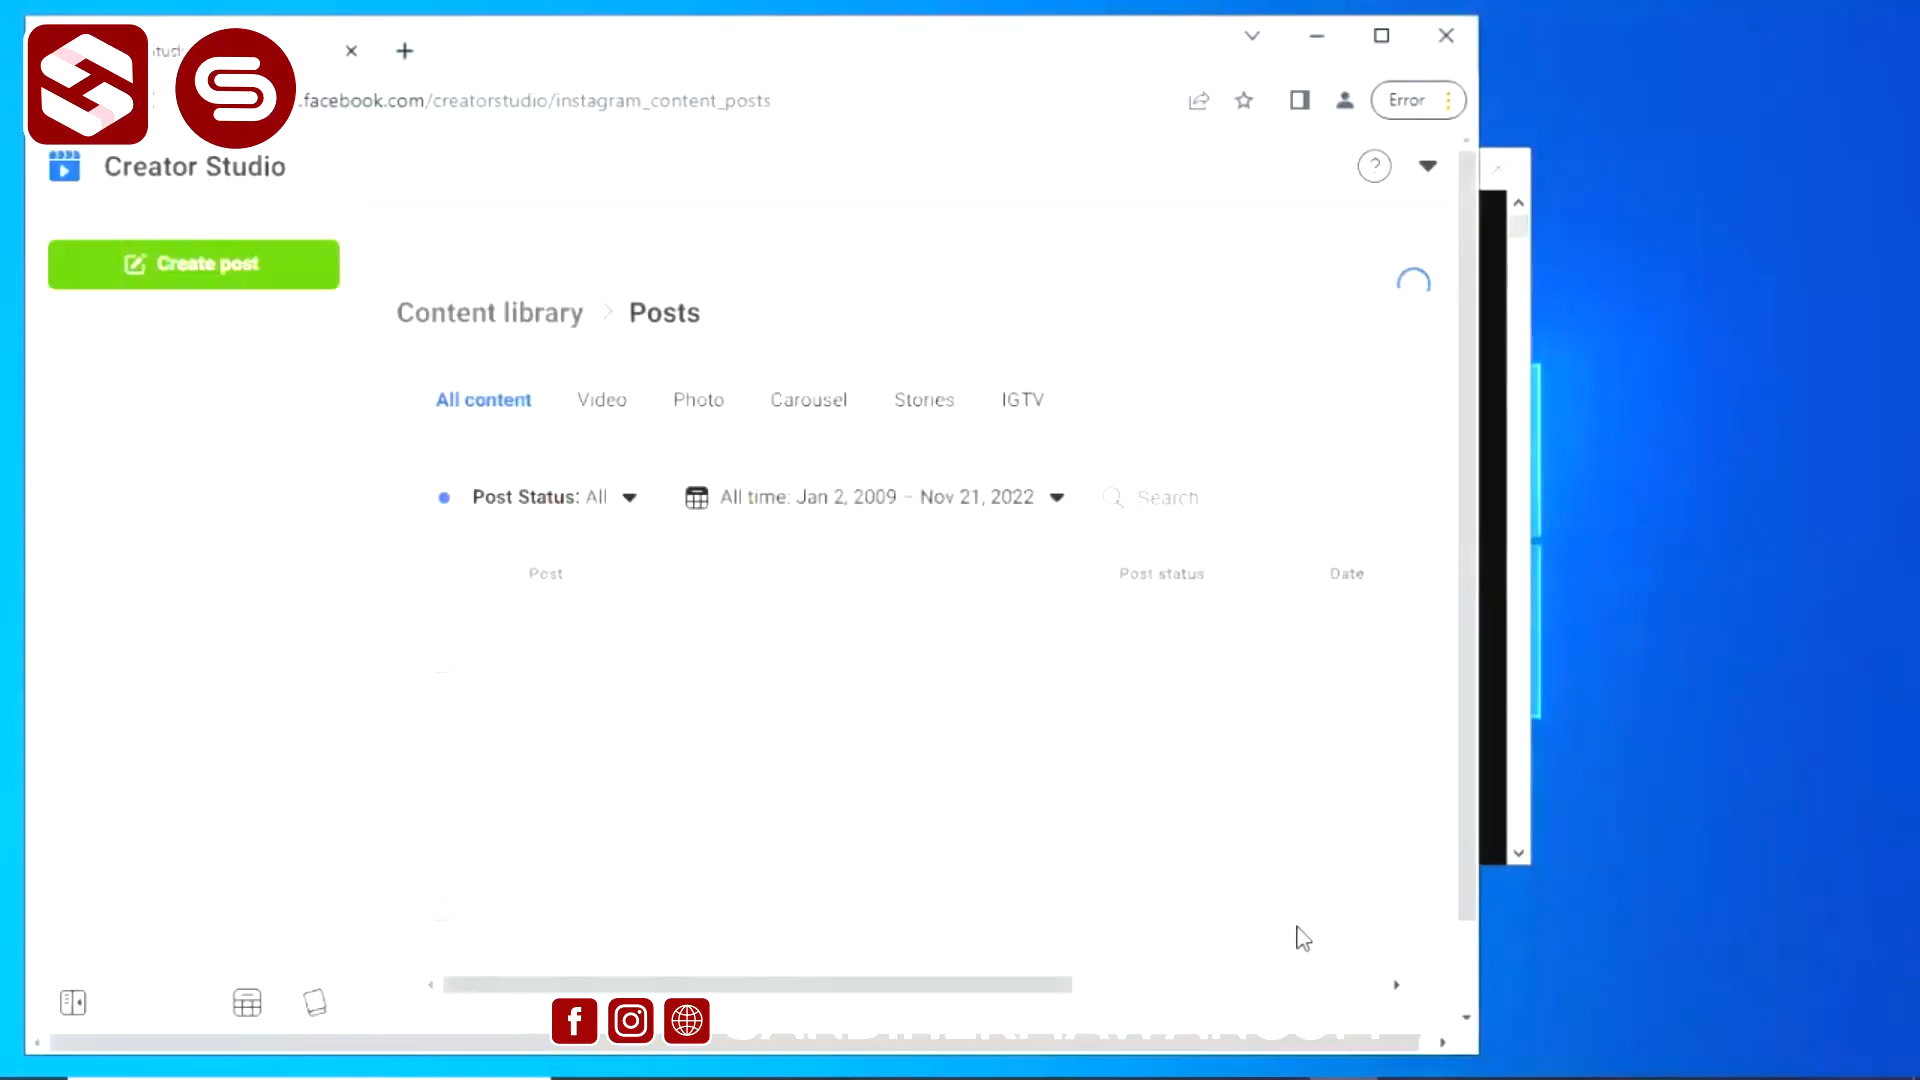 .facebook.com/creatorstudio/instagram_content_posts
Error
Creator Studio
Create post
Content library > Posts
All content Video Photo Carousel Stories IGTV
Post Status: All All time: Jan 2, 2009 – Nov 21, 2022 Search
Post Post status Date